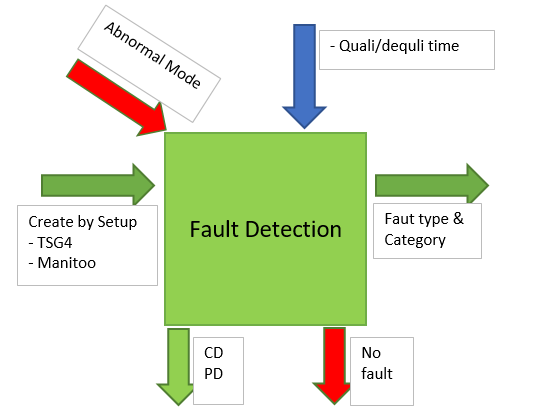 Abnormal Mode
- Quali/dequli time
Create by Setup
- TSG4
- Manitoo
Fault Detection
Faut type &
Category
CD
PD
No
fault